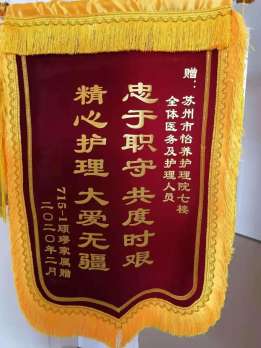 赠：苏州市怡养护理院七楼
全体医务及护理人员
忠于职守 共度时艰
精心护理 大爱无疆
715-1 顾 家属赠
二〇二〇年二月